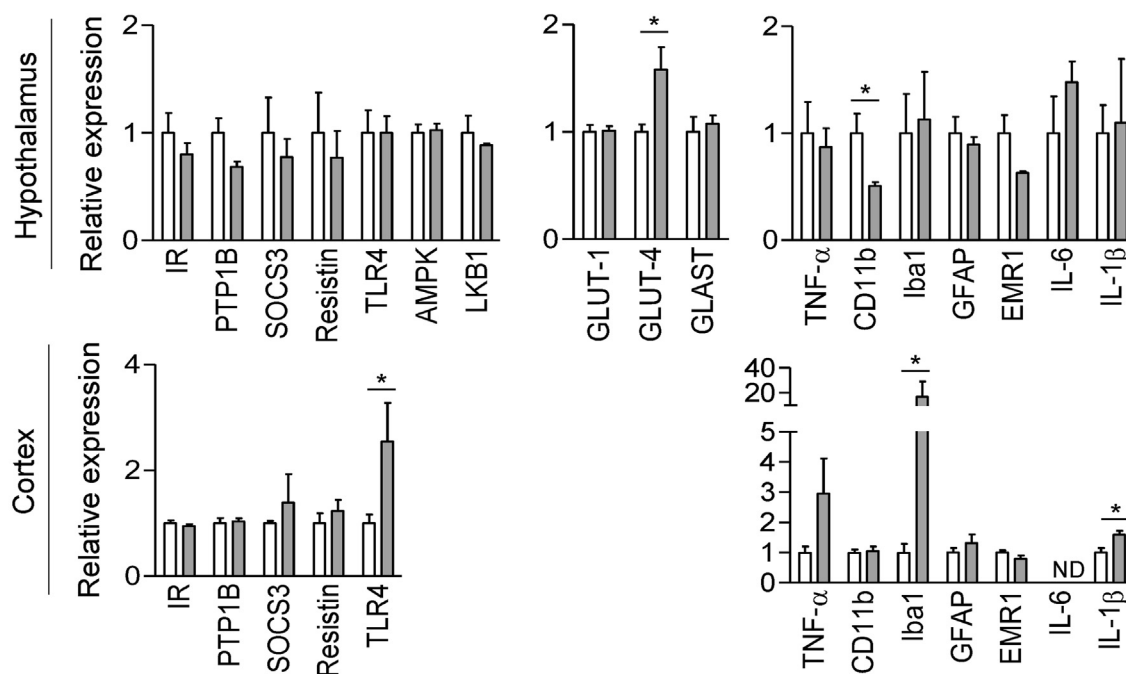 Hypothalamus
Relative expression
2
1
0
IR
PTP1B
SOCS3
Resistin
TLR4
AMPK
LKB1
2
1
0
*
GLUT-1
GLUT-4
GLAST
2
1
0
*
TNF-α
CD11b
Iba1
GFAP
EMR1
IL-6
IL-1β
Cortex
Relative expression
4
2
0
*
IR
PTP1B
SOCS3
Resistin
TLR4
40
20
5
4
3
2
1
0
*
ND
*
TNF-α
CD11b
Iba1
GFAP
EMR1
IL-6
IL-1β